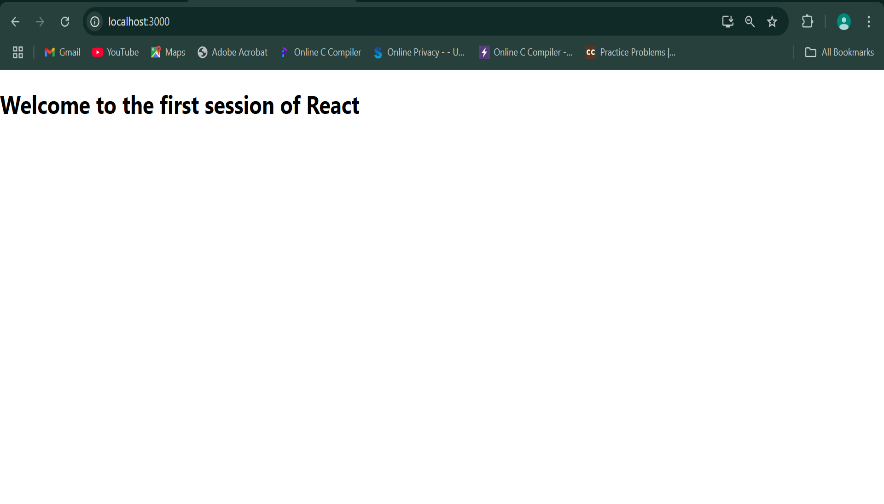 localhost:3000
Gmail YouTube Maps Adobe Acrobat Online C Compiler Online Privacy - - U... Online C Compiler -... cc Practice Problems |... All Bookmarks
Welcome to the first session of React